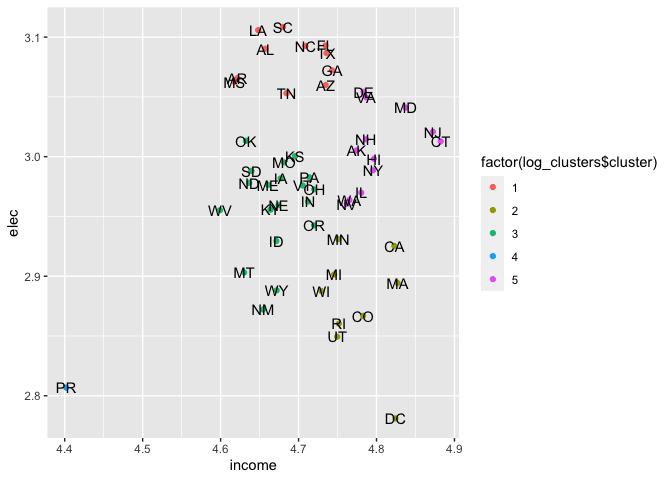 3.1
3.0
2.9
2.8
elec
4.4
4.5
4.6
4.7
4.8
4.9
income
LA
SC
AL
NC
FL
TX
GA
AR
MS
TN
AZ
DE
VA
MD
NJ
CT
OK
NH
AK
HI
NY
KS
MO
SD
ND
ME
IA
VT
PA
OH
IL
WA
NV
WV
KY
NE
IN
OR
ID
MN
CA
MT
MI
WY
WI
MA
NM
CO
RI
UT
PR
DC
factor(log_clusters$cluster)
1
2
3
4
5